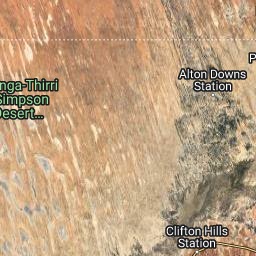 P
Alton Downs
Station
nga-Thirri
Simpson
Desert...
Clifton Hills
Station